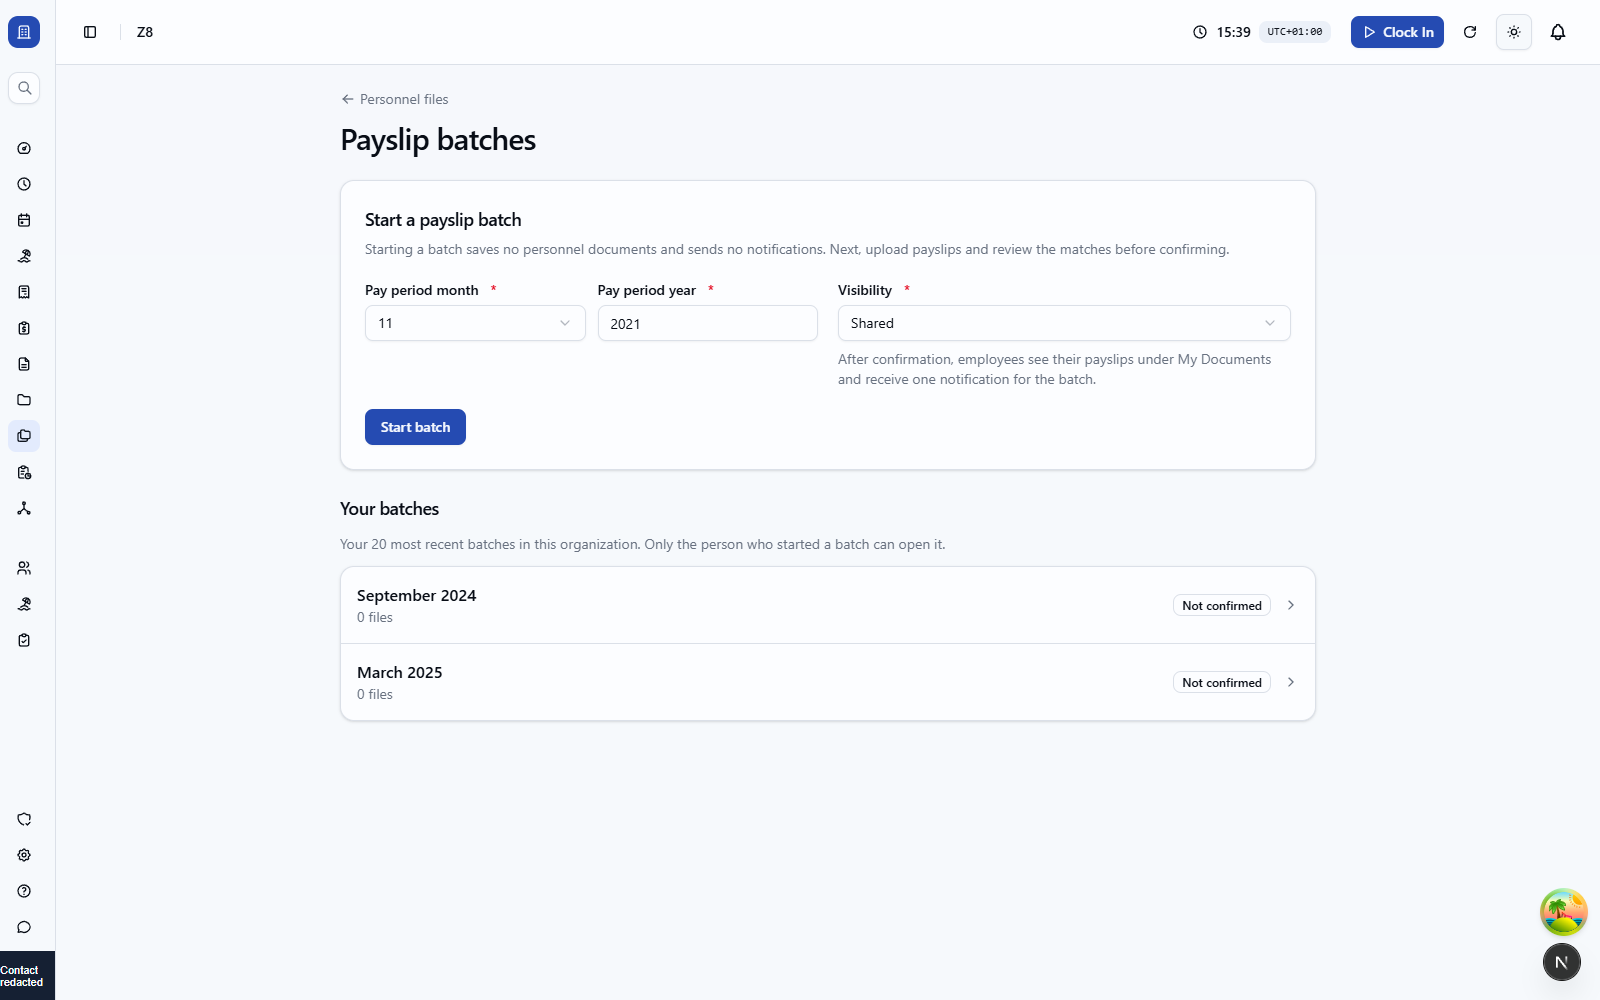 Z8
15:39
UTC+01:00
Clock In
Personnel files
Payslip batches
Start a payslip batch
Starting a batch saves no personnel documents and sends no notifications. Next, upload payslips and review the matches before confirming.
Pay period month *
Pay period year *
Visibility *
11
2021
Shared
After confirmation, employees see their payslips under My Documents
and receive one notification for the batch.
Start batch
Your batches
Your 20 most recent batches in this organization. Only the person who started a batch can open it.
September 2024
0 files
Not confirmed
March 2025
0 files
Not confirmed
Contact
redacted
N